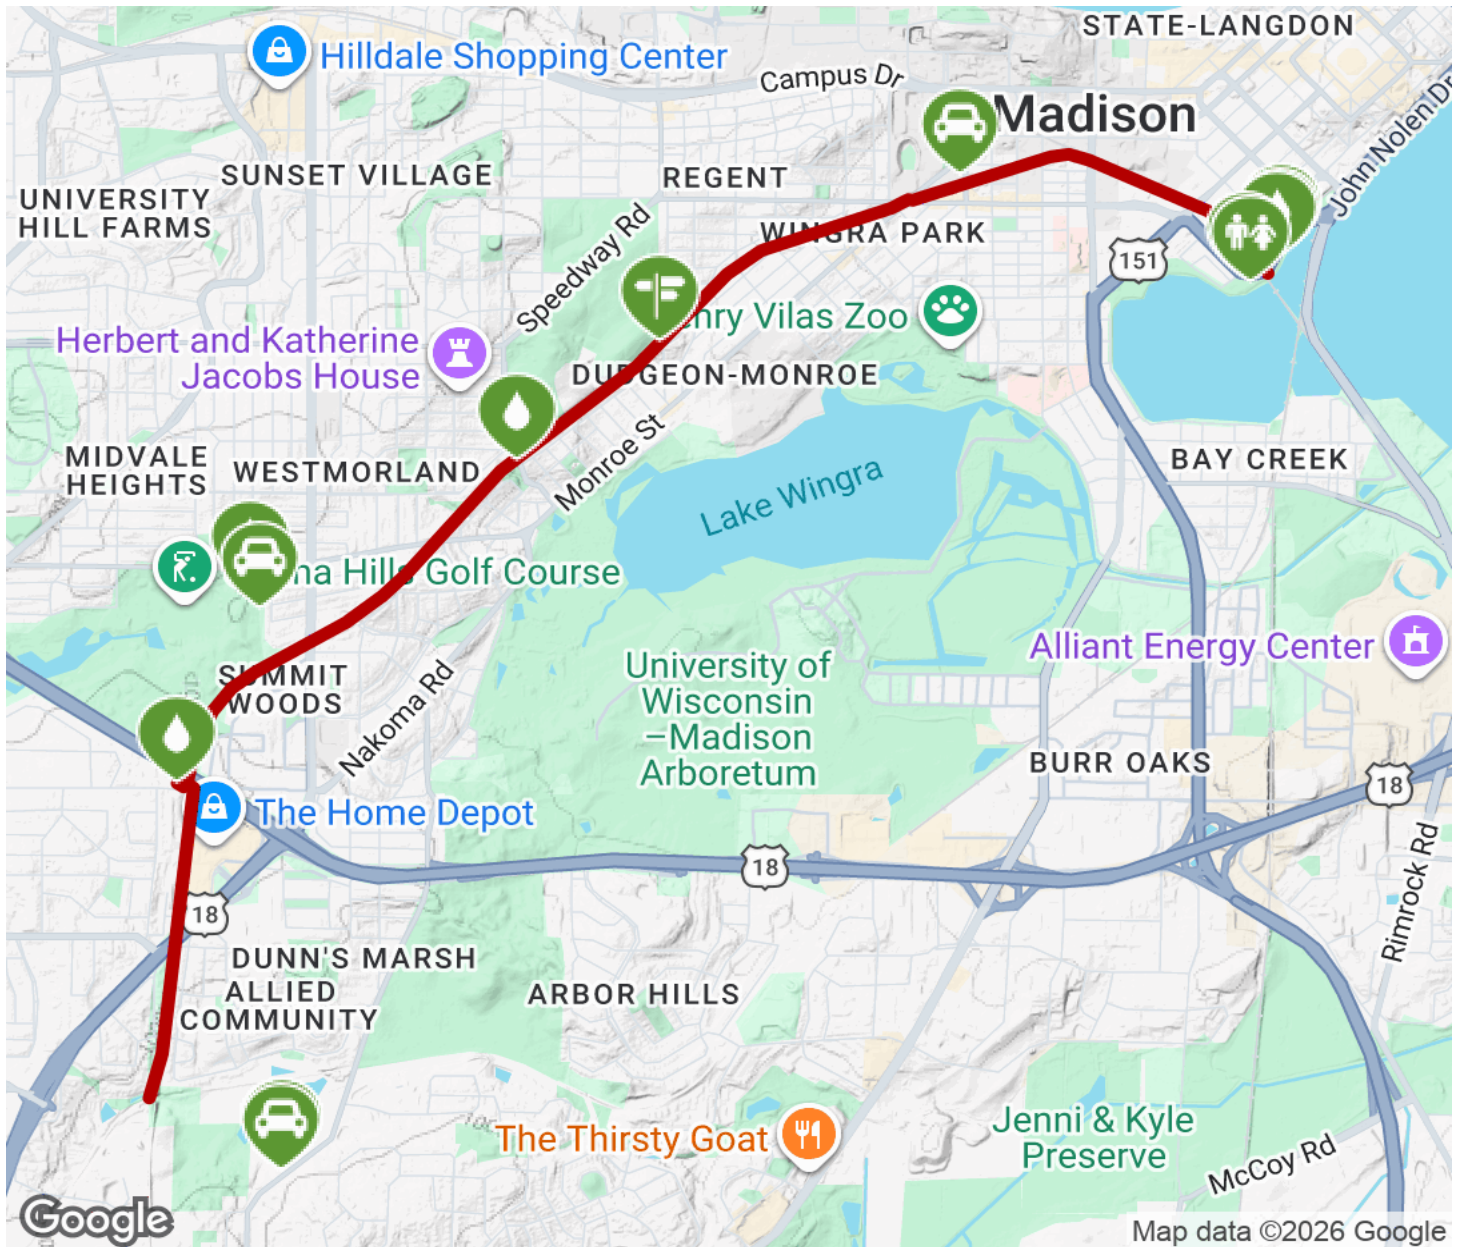 STATE-LANGDON
Hilldale Shopping Center
Campus Dr
Madison
John Nolen Dr
SUNSET VILLAGE
REGENT
UNIVERSITY
HILL FARMS
Speedway Rd
WINGRA PARK
151
Herbert and Katherine
Jacobs House
enry Vilas Zoo
DUDGEON-MONROE
MIDVALE
HEIGHTS
WESTMORLAND
Monroe St
Lake Wingra
BAY CREEK
na Hills Golf Course
SUMMIT
WOODS
Nakoma Rd
University of
Wisconsin
–Madison
Arboretum
Alliant Energy Center
BURR OAKS
18
The Home Depot
18
Rimrock Rd
18
DUNN'S MARSH
ALLIED
COMMUNITY
ARBOR HILLS
The Thirsty Goat
Jenni & Kyle
Preserve
McCoy Rd
Google
Map data ©2026 Google